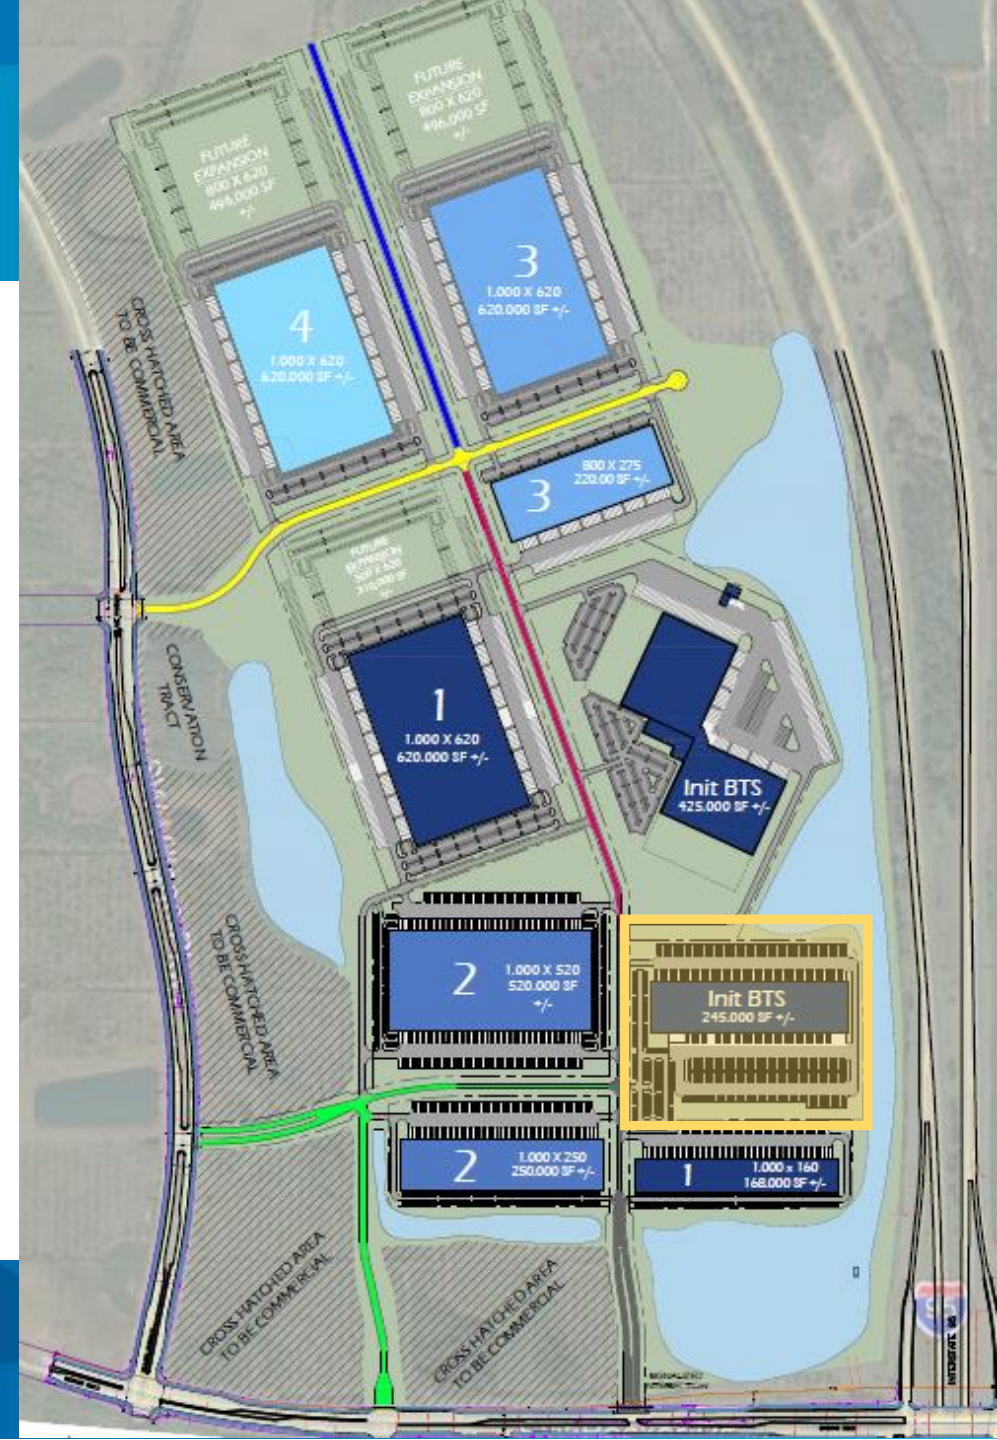 FUTURE
EXPANSION
800 X 620
496,000 SF
+/-
FUTURE
EXPANSION
800 X 620
496,000 SF
+/-
3
1.000 X 620
620.000 SF +/-
4
1.000 X 620
620.000 SF +/-
CROSS HATCHED AREA
TO BE COMMERCIAL
3
800 X 275
220.00 SF +/-
FUTURE
EXPANSION
+/-
CONSERVATION
TRACT
1
1.000 X 620
620.000 SF +/-
Init BTS
425.000 SF +/-
CROSS HATCHED AREA
TO BE COMMERCIAL
2
1.000 X 520
520.000 SF
+/-
Init BTS
245.000 SF +/-
2
1.000 X 250
250.000 SF +/-
1
1.000 x 160
168.000 SF +/-
CROSS HATCHED AREA
TO BE COMMERCIAL
CROSS HATCHED AREA
TO BE COMMERCIAL
95
INTERSTATE 95